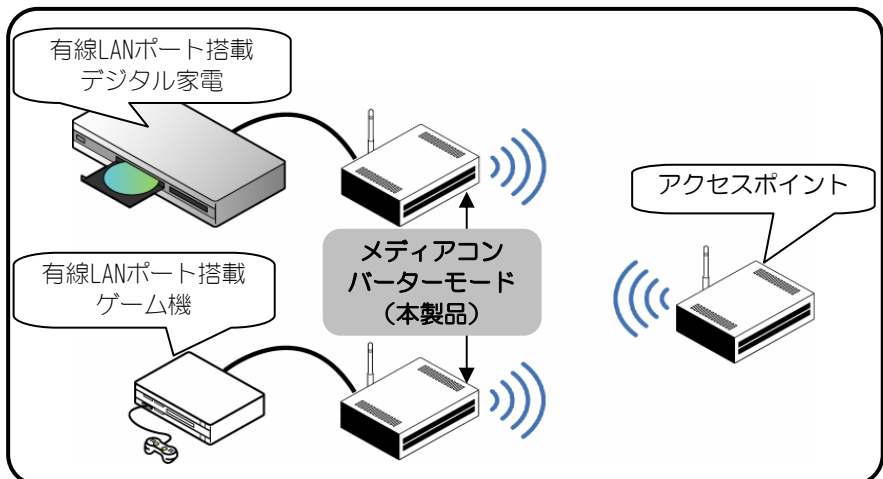 有線LANポート搭載
デジタル家電
アクセスポイント
メディアコン
バーターモード
（本製品）
有線LANポート搭載
ゲーム機